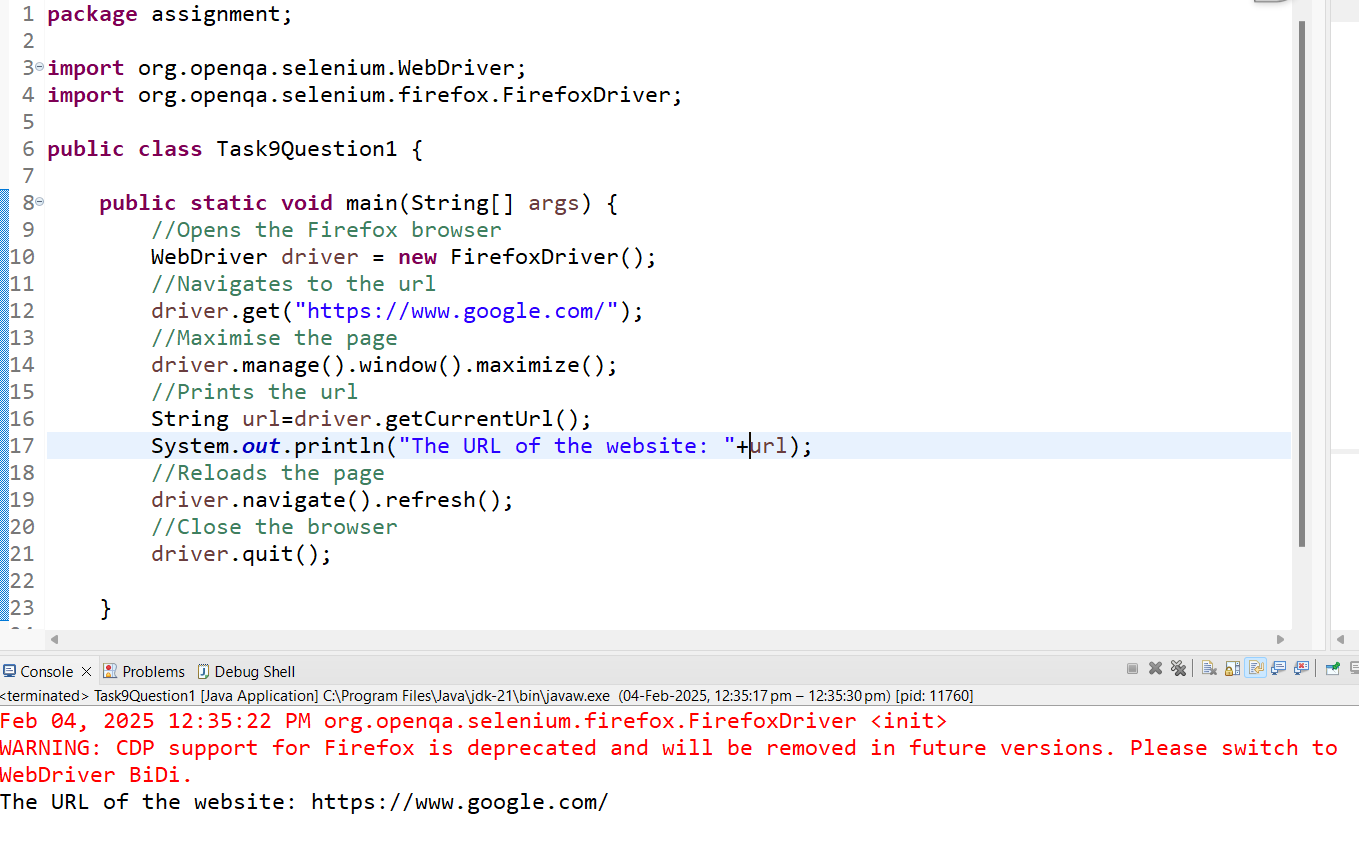 1 package assignment;
2
3 import org.openqa.selenium.WebDriver;
4 import org.openqa.selenium.firefox.FirefoxDriver;
5
6 public class Task9Question1 {
7
8     public static void main(String[] args) {
9         //Opens the Firefox browser
10         WebDriver driver = new FirefoxDriver();
11         //Navigates to the url
12         driver.get("https://www.google.com/");
13         //Maximise the page
14         driver.manage().window().maximize();
15         //Prints the url
16         String url=driver.getCurrentUrl();
17         System.out.println("The URL of the website: "+url);
18         //Reloads the page
19         driver.navigate().refresh();
20         //Close the browser
21         driver.quit();
22
23     }
Console Problems Debug Shell
<terminated> Task9Question1 [Java Application] C:\Program Files\Java\jdk-21\bin\javaw.exe (04-Feb-2025, 12:35:17 pm – 12:35:30 pm) [pid: 11760]
Feb 04, 2025 12:35:22 PM org.openqa.selenium.firefox.FirefoxDriver <init>
WARNING: CDP support for Firefox is deprecated and will be removed in future versions. Please switch to
WebDriver BiDi.
The URL of the website: https://www.google.com/